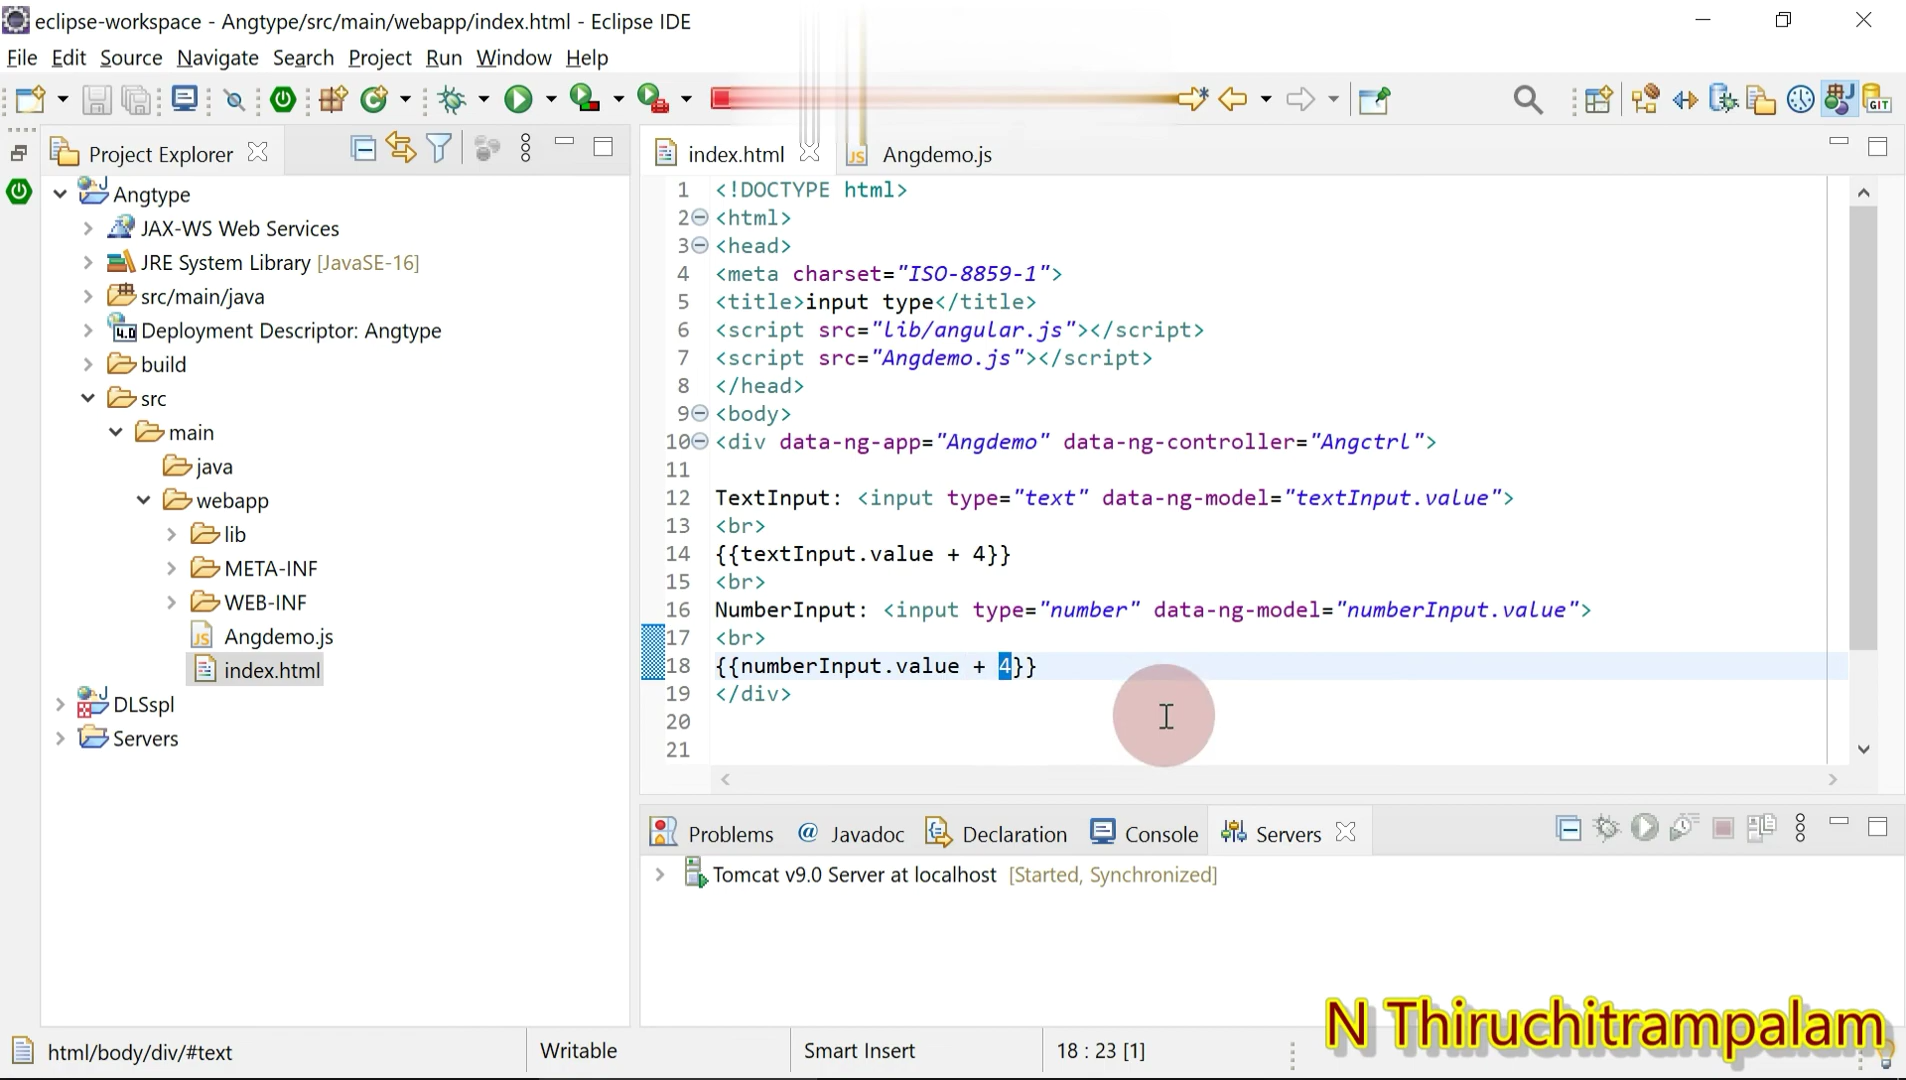 eclipse-workspace - Angtype/src/main/webapp/index.html - Eclipse IDE
File Edit Source Navigate Search Project Run Window Help
Project Explorer
index.html
Angdemo.js
Angtype
JAX-WS Web Services
JRE System Library [JavaSE-16]
src/main/java
Deployment Descriptor: Angtype
build
src
main
java
webapp
lib
META-INF
WEB-INF
Angdemo.js
index.html
DLSspl
Servers
1 <!DOCTYPE html>
2 <html>
3 <head>
4 <meta charset="ISO-8859-1">
5 <title>input type</title>
6 <script src="lib/angular.js"></script>
7 <script src="Angdemo.js"></script>
8 </head>
9 <body>
10 <div data-ng-app="Angdemo" data-ng-controller="Angctrl">
11
12 TextInput: <input type="text" data-ng-model="textInput.value">
13 <br>
14 {{textInput.value + 4}}
15 <br>
16 NumberInput: <input type="number" data-ng-model="numberInput.value">
17 <br>
18 {{numberInput.value + 4}}
19 </div>
20
21
Problems @ Javadoc Declaration Console Servers
Tomcat v9.0 Server at localhost [Started, Synchronized]
N Thiruchitrampalam
html/body/div/#text Writable Smart Insert 18 : 23 [1]